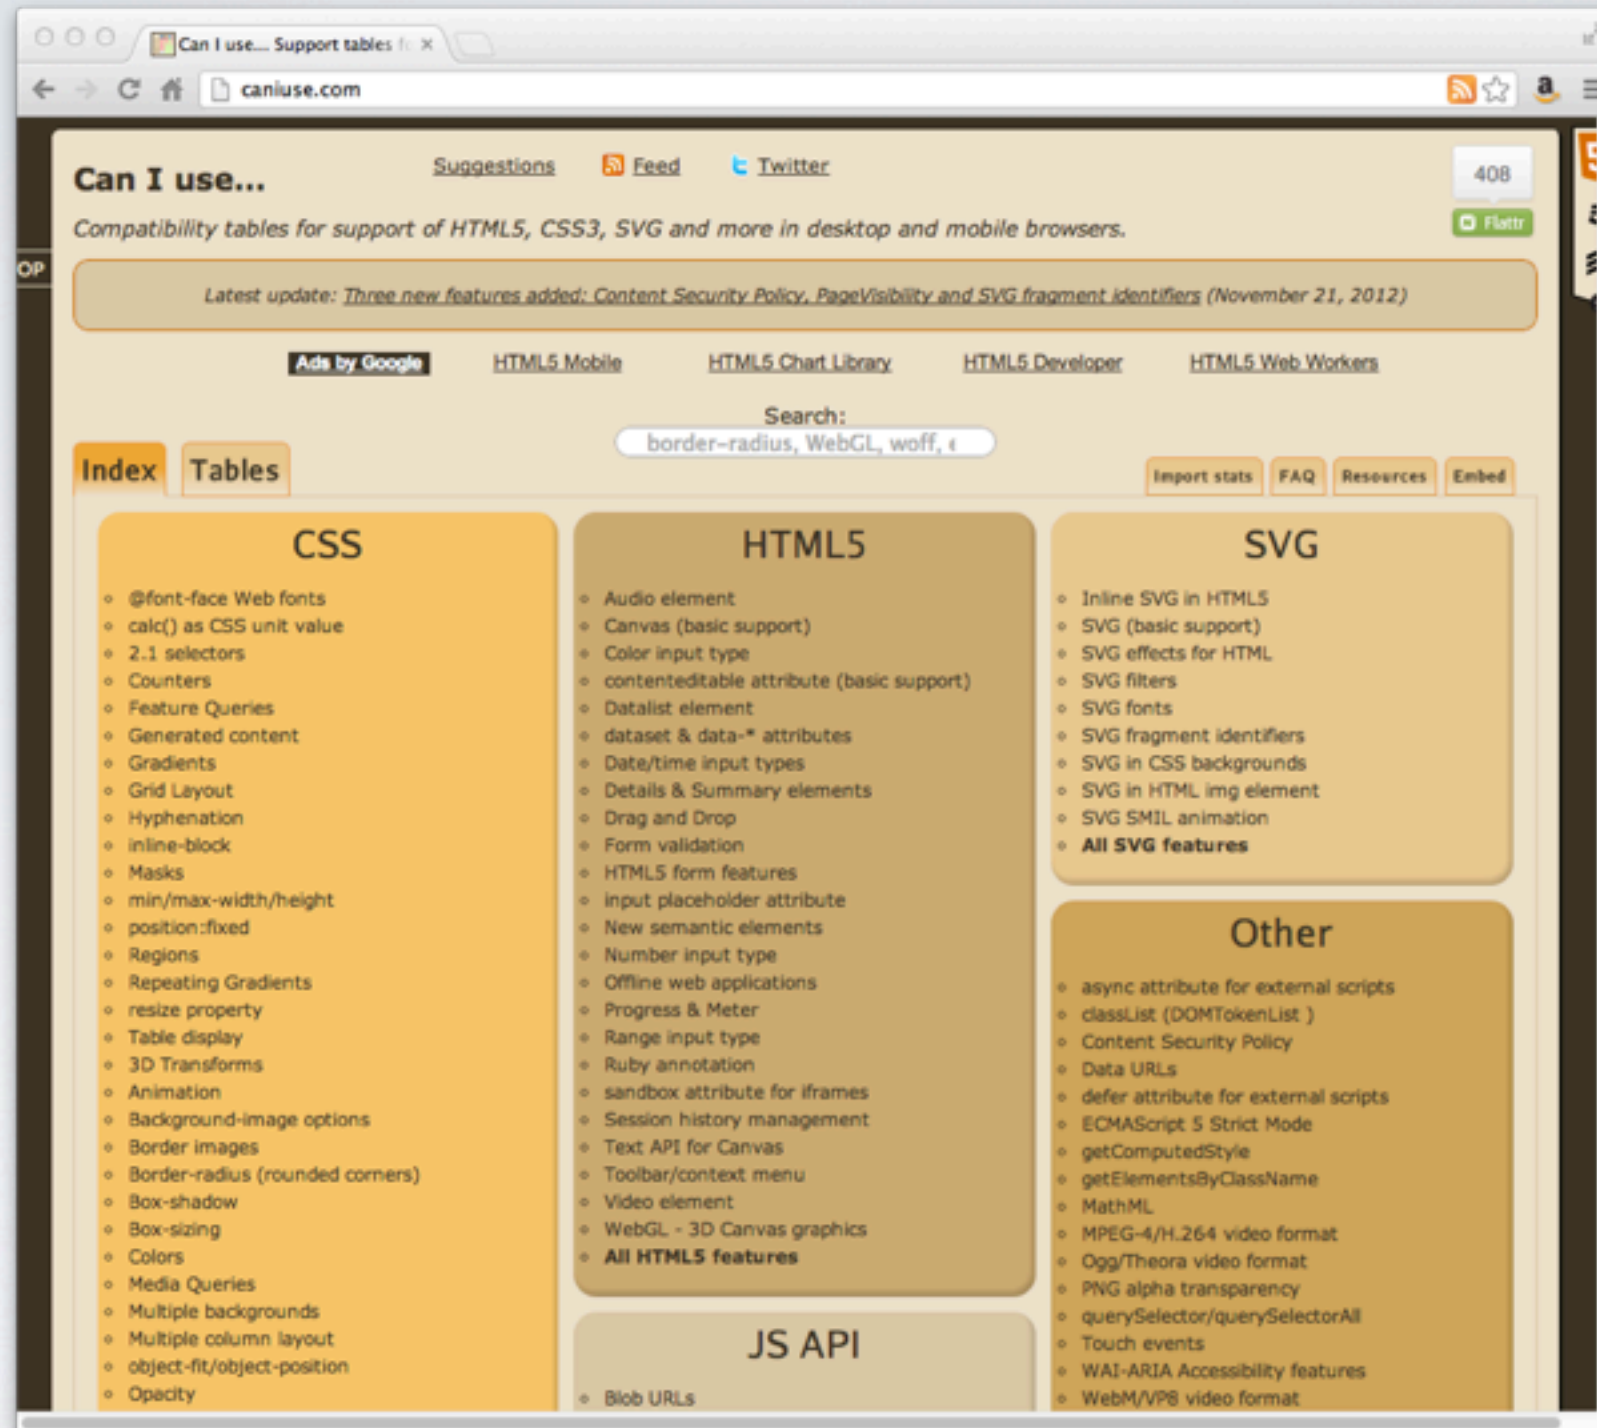 Can I use... Support tables f
caniuse.com
Can I use...
Suggestions
Feed
Twitter
408
Flattr
Compatibility tables for support of HTML5, CSS3, SVG and more in desktop and mobile browsers.
OP
Latest update: Three new features added: Content Security Policy, PageVisibility and SVG fragment identifiers (November 21, 2012)
Ads by Google
HTML5 Mobile
HTML5 Chart Library
HTML5 Developer
HTML5 Web Workers
Search:
border-radius, WebGL, woff,
Index
Tables
Import stats
FAQ
Resources
Embed
CSS
@font-face Web fonts
calc() as CSS unit value
2.1 selectors
Counters
Feature Queries
Generated content
Gradients
Grid Layout
Hyphenation
inline-block
Masks
min/max-width/height
position:fixed
Regions
Repeating Gradients
resize property
Table display
3D Transforms
Animation
Background-image options
Border images
Border-radius (rounded corners)
Box-shadow
Box-sizing
Colors
Media Queries
Multiple backgrounds
Multiple column layout
object-fit/object-position
Opacity
HTML5
Audio element
Canvas (basic support)
Color input type
contenteditable attribute (basic support)
Datalist element
dataset & data-* attributes
Date/time input types
Details & Summary elements
Drag and Drop
Form validation
HTML5 form features
input placeholder attribute
New semantic elements
Number input type
Offline web applications
Progress & Meter
Range input type
Ruby annotation
sandbox attribute for iframes
Session history management
Text API for Canvas
Toolbar/context menu
Video element
WebGL - 3D Canvas graphics
All HTML5 features
JS API
Blob URLs
SVG
Inline SVG in HTML5
SVG (basic support)
SVG effects for HTML
SVG filters
SVG fonts
SVG fragment identifiers
SVG in CSS backgrounds
SVG in HTML img element
SVG SMIL animation
All SVG features
Other
async attribute for external scripts
classList (DOMTokenList )
Content Security Policy
Data URLs
defer attribute for external scripts
ECMAScript 5 Strict Mode
getComputedStyle
getElementsByClassName
MathML
MPEG-4/H.264 video format
Ogg/Theora video format
PNG alpha transparency
querySelector/querySelectorAll
Touch events
WAI-ARIA Accessibility features
WebM/VP8 video format